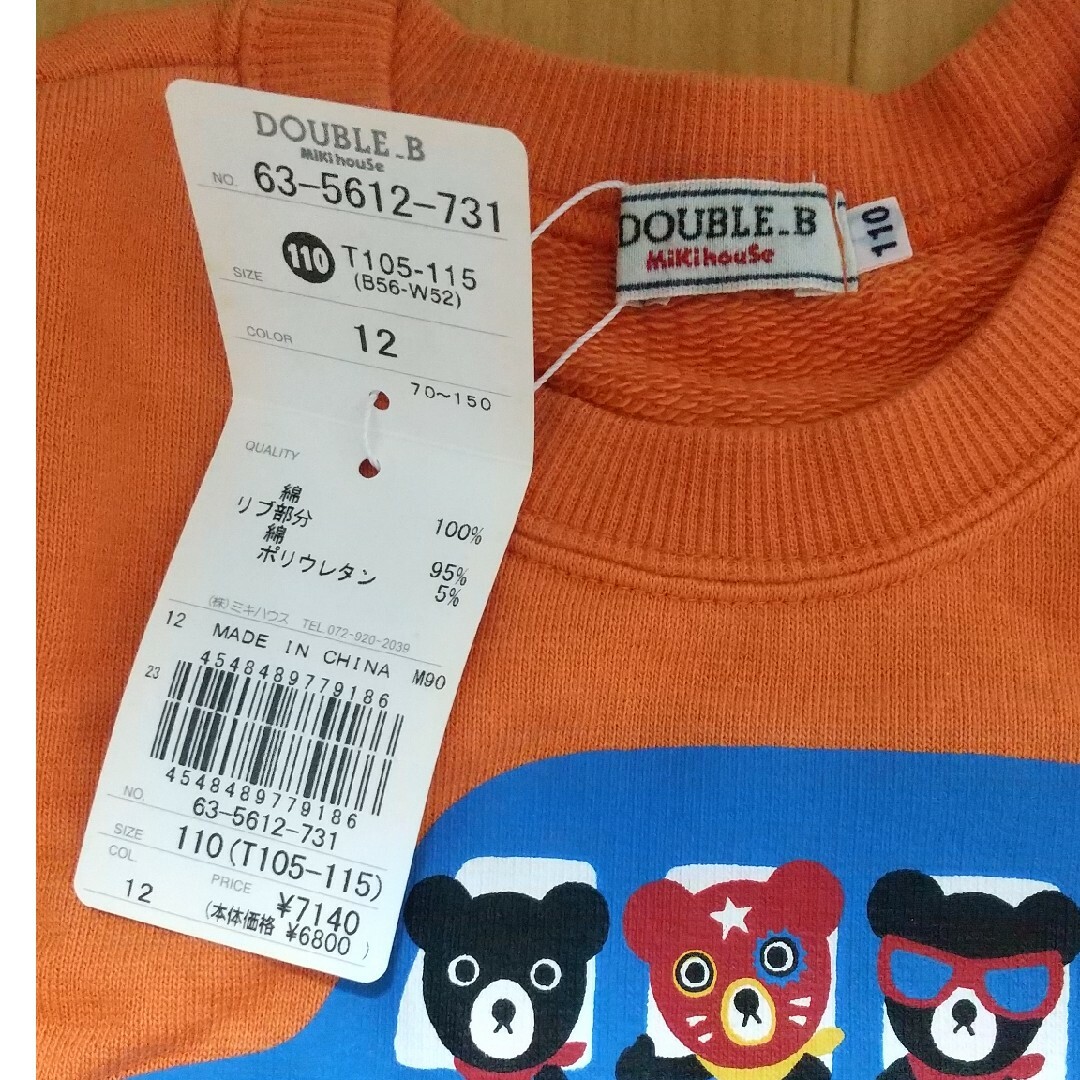 DOUBLE_B
MiKihouSe
NO. 63-5612-731
SIZE 110 T105-115
(B56-W52)
COLOR 12
70~150
QUALITY
綿 100%
リブ部分
綿 95%
ポリウレタン 5%
(株)ミキハウス TEL.072-920-2039
12 MADE IN CHINA M90
4548489779186
23
4548489779186
NO. 63-5612-731
SIZE 110(T105-115)
COL. 12
PRICE ¥7140
(本体価格 ¥6800)
DOUBLE_B
MiKihouSe
110